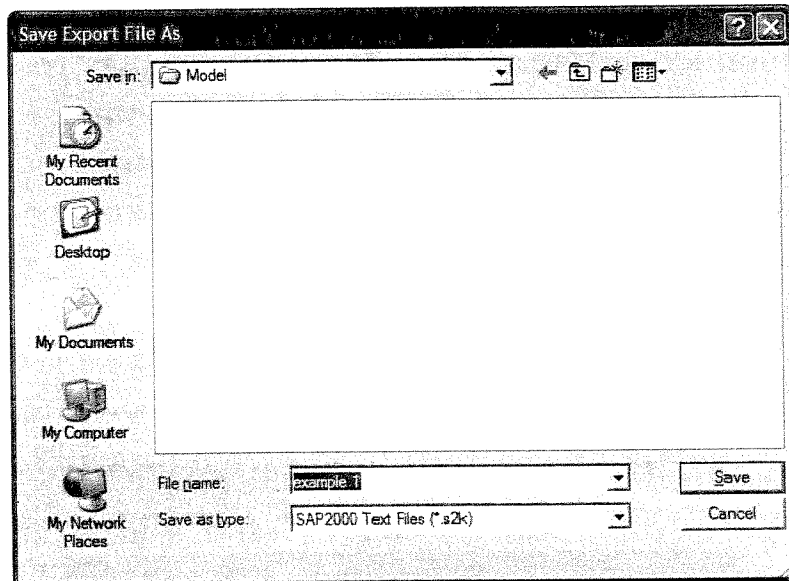 Save Export File As
Save in: Model
My Recent
Documents
Desktop
My Documents
My Computer
My Network
Places
File name: example 1
Save
Save as type: SAP2000 Text Files (*.s2k)
Cancel